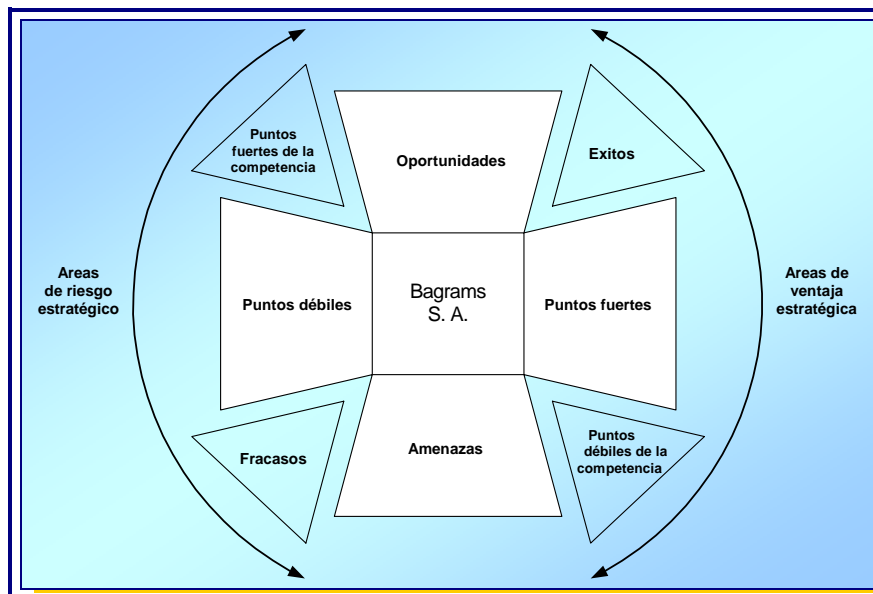 Puntos
fuertes de la
competencia
Oportunidades
Exitos
Areas
de riesgo
estratégico
Puntos débiles
Bagrams
S. A.
Puntos fuertes
Areas de
ventaja
estratégica
Fracasos
Amenazas
Puntos
débiles de la
competencia